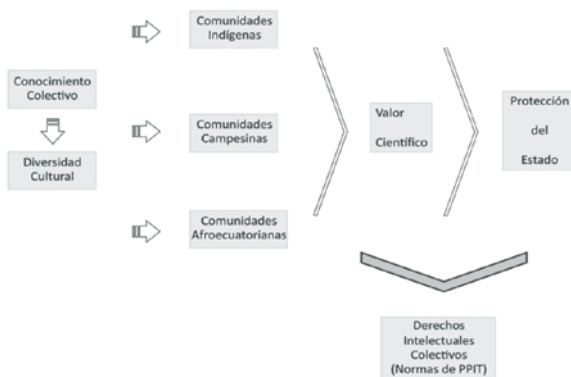 Comunidades
Indígenas
Conocimiento
Colectivo
Diversidad
Cultural
Comunidades
Campesinas
Comunidades
Afroecuatorianas
Valor
Científico
Protección
del
Estado
Derechos
Intelectuales
Colectivos
(Normas de PPIT)